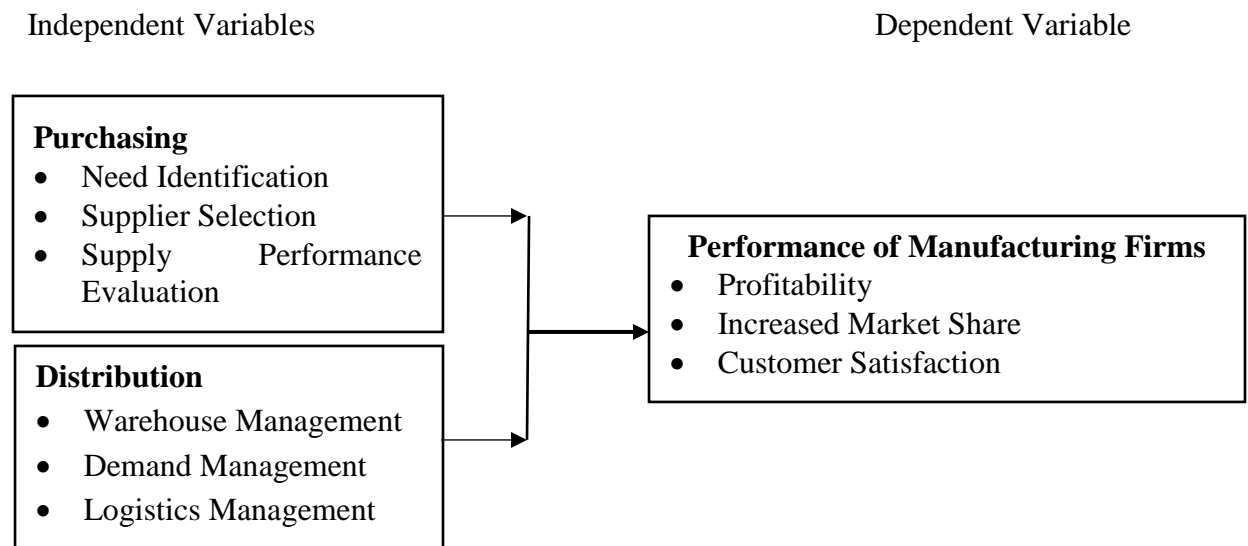 Independent Variables
Dependent Variable
Purchasing
• Need Identification
• Supplier Selection
• Supply Performance
Evaluation
Distribution
• Warehouse Management
• Demand Management
• Logistics Management
Performance of Manufacturing Firms
• Profitability
• Increased Market Share
• Customer Satisfaction